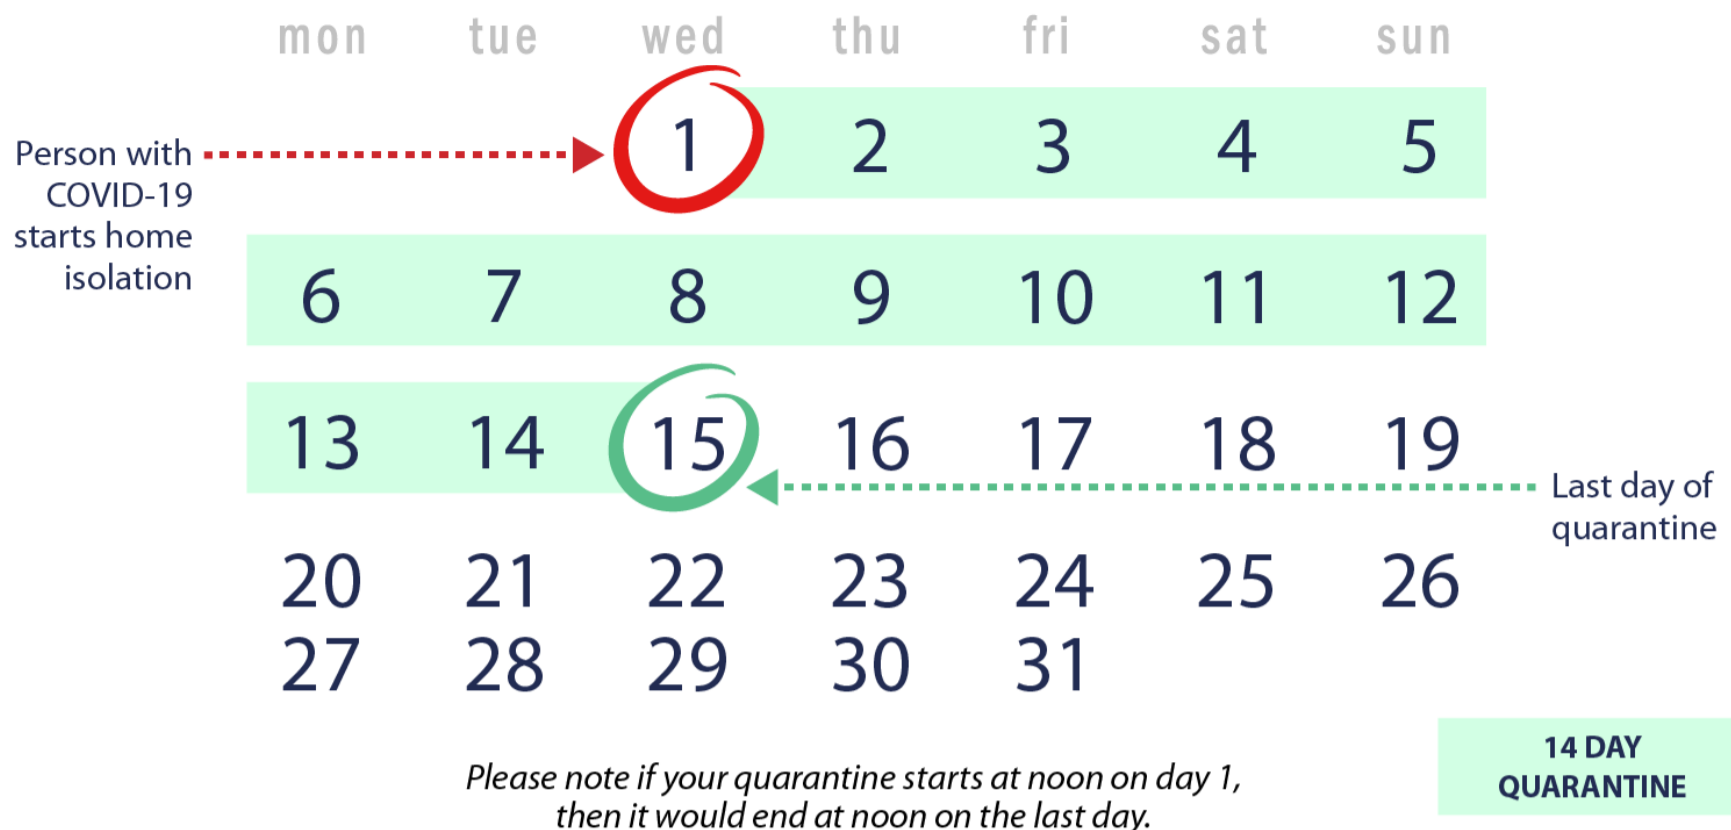 mon tue wed thu fri sat sun
1 2 3 4 5
Person with
COVID-19
starts home
isolation
6 7 8 9 10 11 12
13 14 15 16 17 18 19
Last day of
quarantine
20 21 22 23 24 25 26
27 28 29 30 31
14 DAY
QUARANTINE
Please note if your quarantine starts at noon on day 1,
then it would end at noon on the last day.